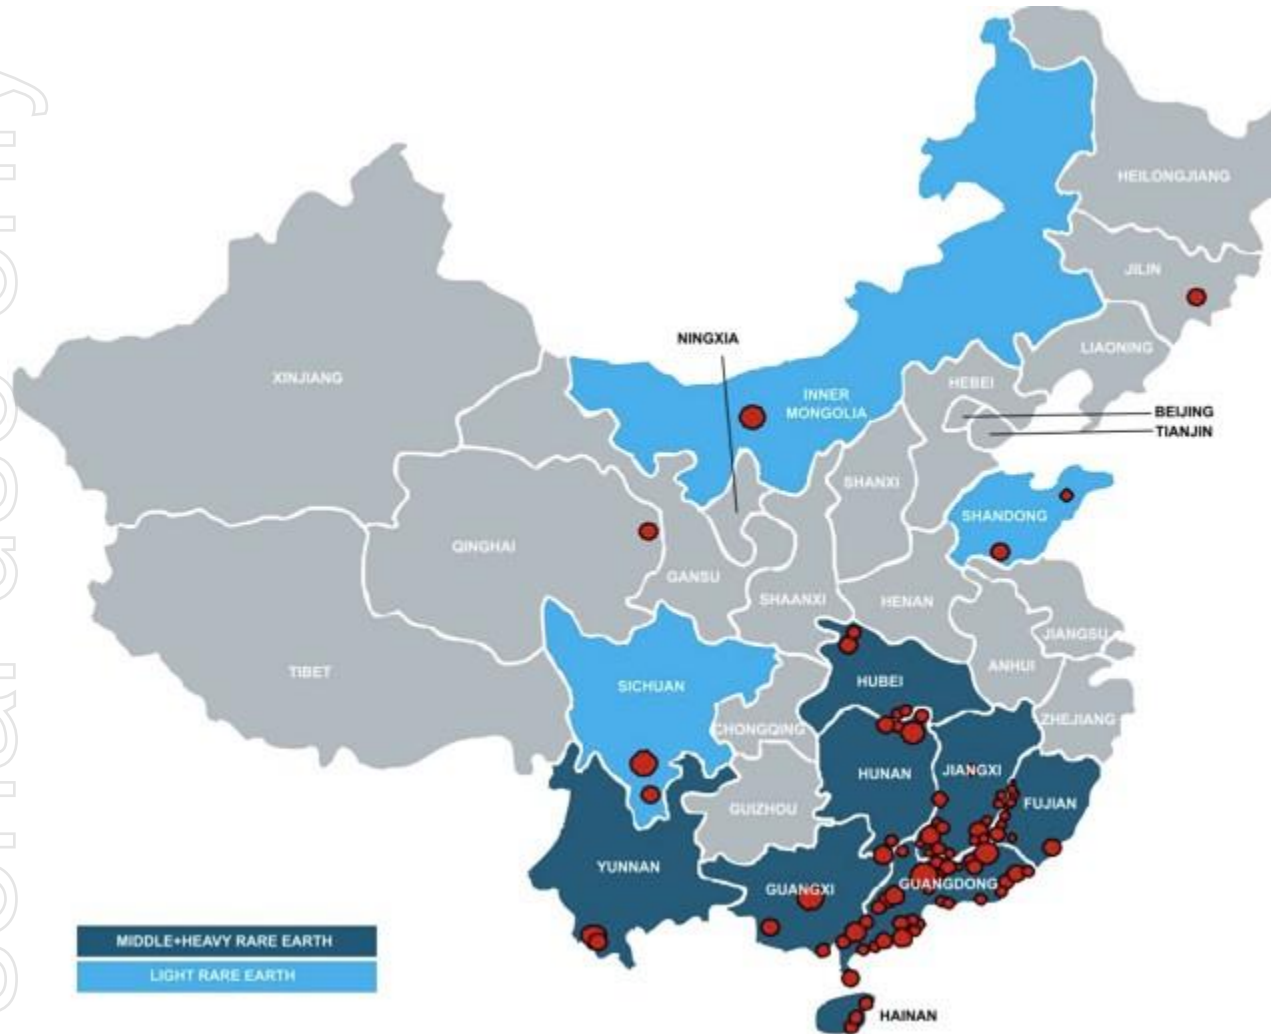 HEILONGJIANG
JILIN
NINGXIA
LIAONING
XINJIANG
HEBEI
INNER
MONGOLIA
BEIJING
TIANJIN
SHANXI
SHANDONG
QINGHAI
GANSU
SHAANXI
HENAN
JIANGSU
ANHUI
TIBET
SICHUAN
HUBEI
ZHEJIANG
CHONGQING
HUNAN
JIANGXI
FUJIAN
GUIZHOU
YUNNAN
GUANGXI
GUANGDONG
MIDDLE+HEAVY RARE EARTH
LIGHT RARE EARTH
HAINAN